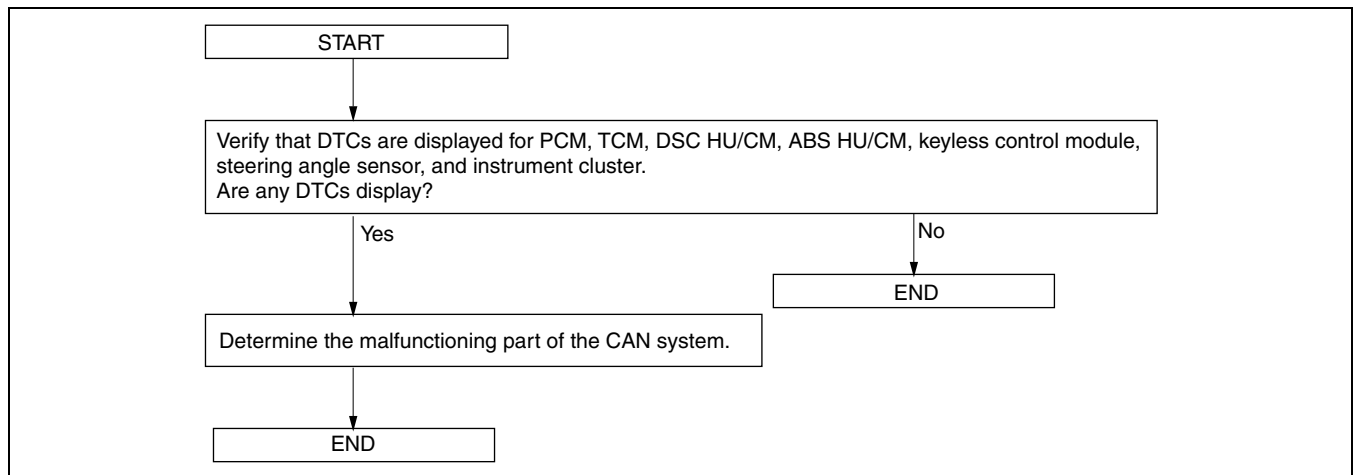 START
Verify that DTCs are displayed for PCM, TCM, DSC HU/CM, ABS HU/CM, keyless control module,
steering angle sensor, and instrument cluster.
Are any DTCs display?
Yes
No
END
Determine the malfunctioning part of the CAN system.
END